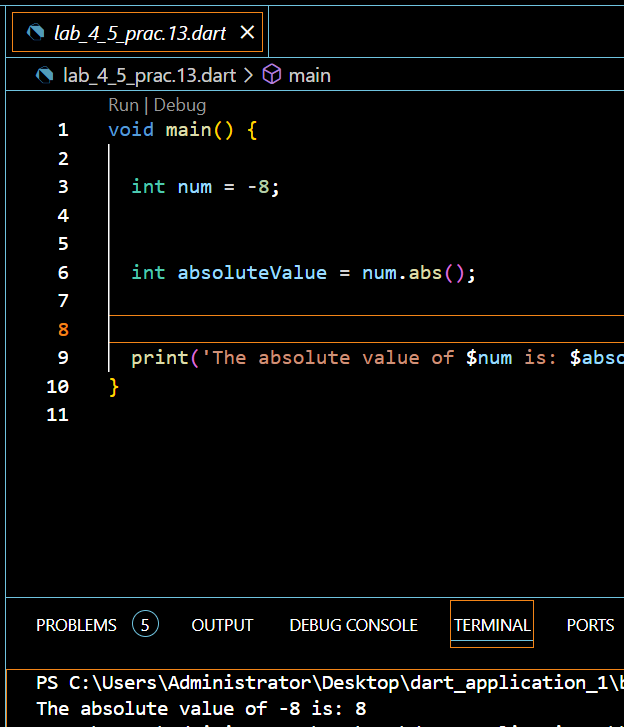 lab_4_5_prac.13.dart
lab_4_5_prac.13.dart > main
Run | Debug
1 void main() {
2
3 int num = -8;
4
5
6 int absoluteValue = num.abs();
7
8
9 print('The absolute value of $num is: $absc
10 }
11
PROBLEMS 5 OUTPUT DEBUG CONSOLE TERMINAL PORTS
PS C:\Users\Administrator\Desktop\dart_application_1\b
The absolute value of -8 is: 8